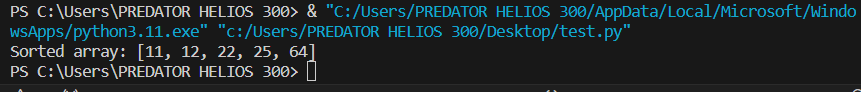 PS C:\Users\PREDATOR HELIOS 300> & "C:/Users/PREDATOR HELIOS 300/AppData/Local/Microsoft/Windo
wsApps/python3.11.exe" "c:/Users/PREDATOR HELIOS 300/Desktop/test.py"
Sorted array: [11, 12, 22, 25, 64]
PS C:\Users\PREDATOR HELIOS 300>